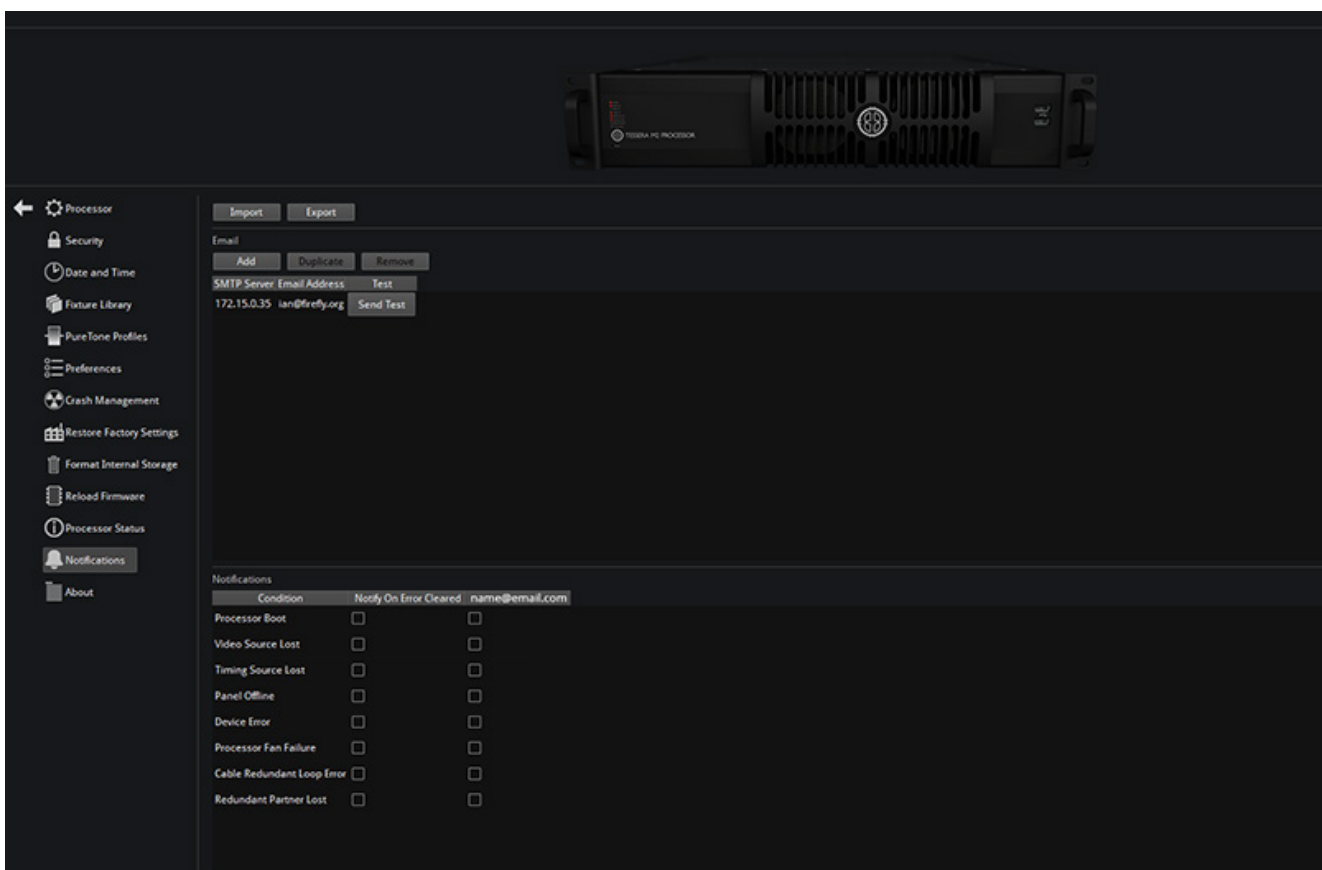 TESSERA M2 PROCESSOR
Processor
Security
Date and Time
Fixture Library
PureTone Profiles
Preferences
Crash Management
Restore Factory Settings
Format Internal Storage
Reload Firmware
Processor Status
Notifications
About
Import Export
Email
Add Duplicate Remove
SMTP Server Email Address Test
172.15.0.35 ian@firefly.org Send Test
Notifications
Condition Notify On Error Cleared name@email.com
Processor Boot
Video Source Lost
Timing Source Lost
Panel Offline
Device Error
Processor Fan Failure
Cable Redundant Loop Error
Redundant Partner Lost